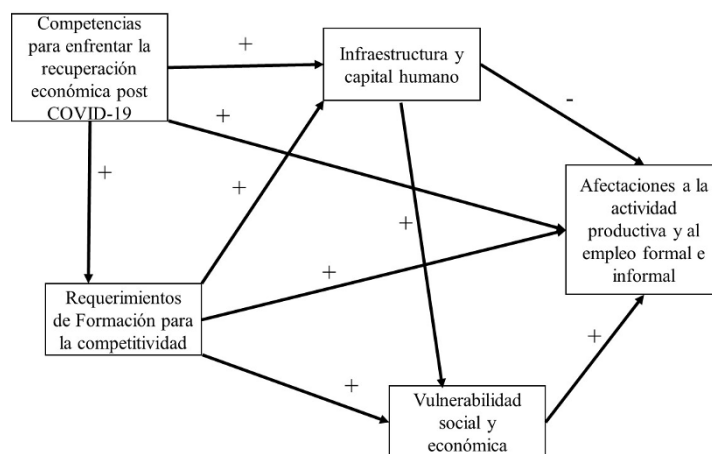 Competencias
para enfrentar la
recuperación
económica post
COVID-19
+
Infraestructura y
capital humano
-
+
+
+
+
Afectaciones a la
actividad
productiva y al
empleo formal e
informal
+
Requerimientos
de Formación para
la competitividad
+
+
Vulnerabilidad
social y
económica